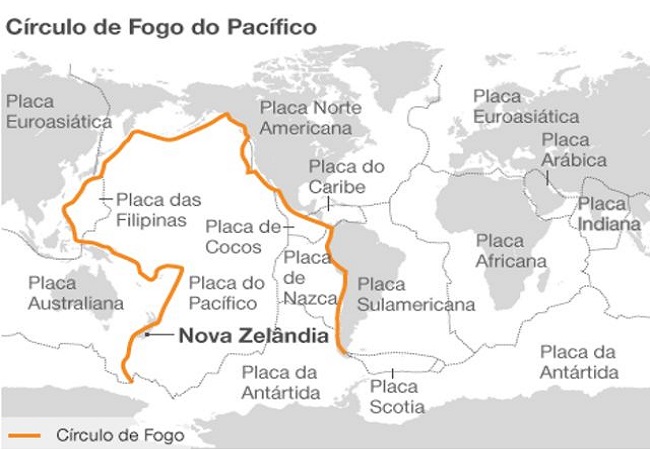 Círculo de Fogo do Pacífico
Placa
Euroasiática
Placa Norte
Americana
Placa
Euroasiática
Placa
Arábica
Placa do
Caribe
Placa das
Filipinas
Placa
Indiana
Placa de
Cocos
Placa
Africana
Placa
de
Nazca
Placa
Australiana
Placa do
Pacífico
Placa
Sulamericana
Nova Zelândia
Placa da
Antártida
Placa
Scotia
Placa da
Antártida
Círculo de Fogo